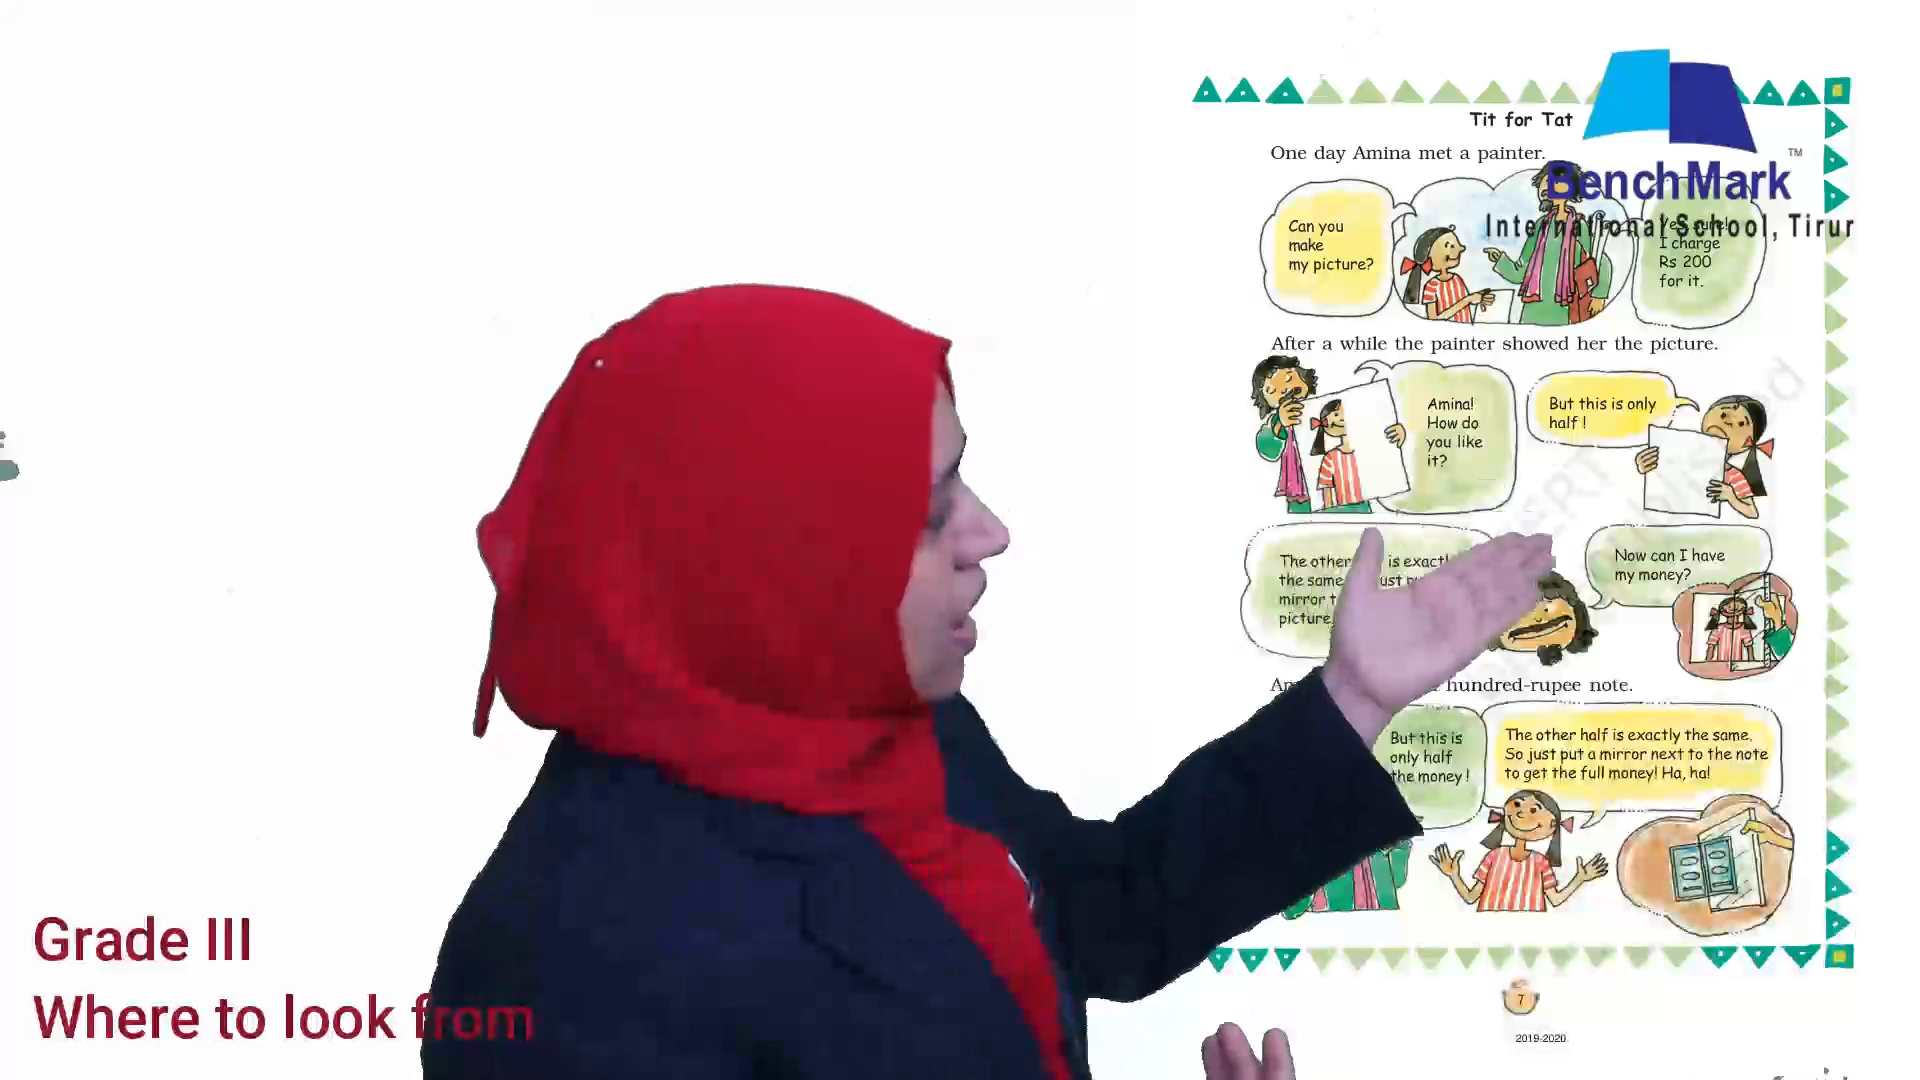 Tit for Tat
One day Amina met a painter.
BenchMark
TM
International School, Tirur
Can you
make
my picture?
I charge
Rs 200
for it.
After a while the painter showed her the picture.
Amina!
How do
you like
it?
But this is only
half !
The other is
the same
mirror
picture
Now can I have
my money?
hundred-rupee note.
But this is
only half
the money !
The other half is exactly the same.
So just put a mirror next to the note
to get the full money! Ha, ha!
Grade III
Where to look from
7
2019-2020